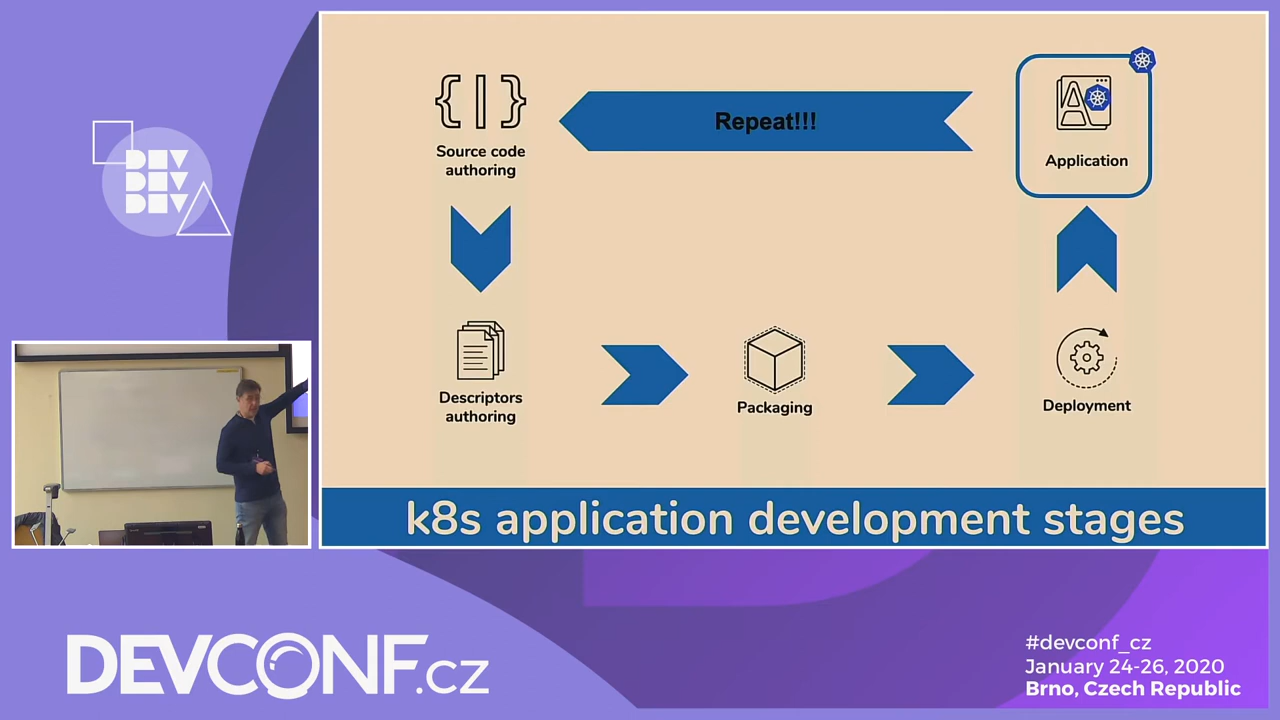 DEV
DEV
DEV
{|}
Source code
authoring
Repeat!!!
Application
Descriptors
authoring
Packaging
Deployment
k8s application development stages
DEVCONF.cz
#devconf_cz
January 24-26, 2020
Brno, Czech Republic